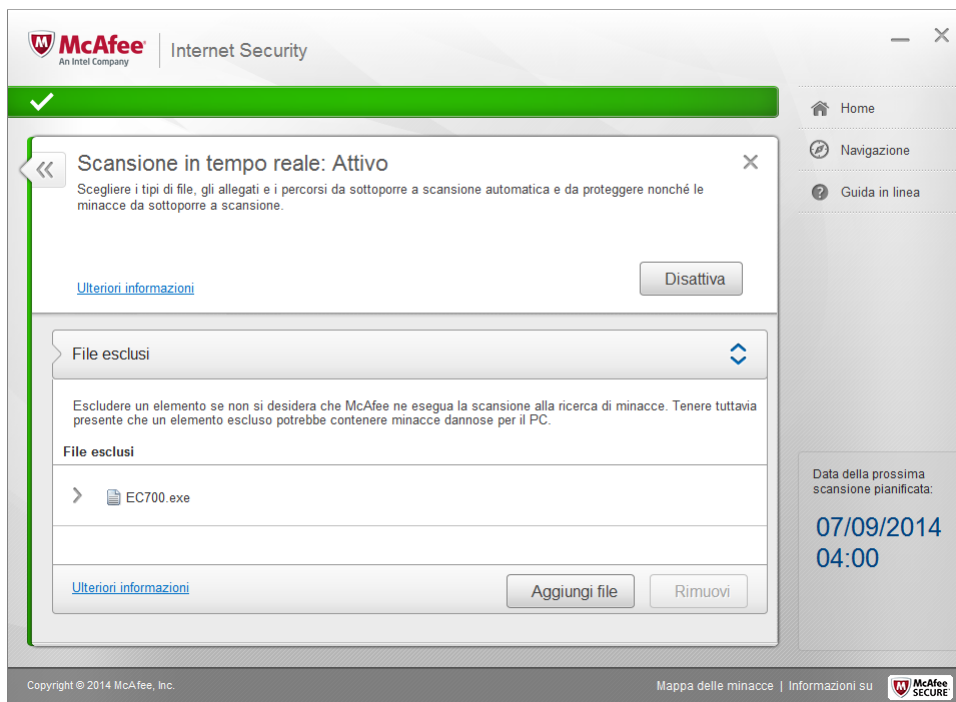 McAfee
An Intel Company
Internet Security
Home
Navigazione
Guida in linea
Scansione in tempo reale: Attivo
Scegliere i tipi di file, gli allegati e i percorsi da sottoporre a scansione automatica e da proteggere nonché le
minacce da sottoporre a scansione.
Ulteriori informazioni
Disattiva
File esclusi
Escludere un elemento se non si desidera che McAfee ne esegua la scansione alla ricerca di minacce. Tenere tuttavia
presente che un elemento escluso potrebbe contenere minacce dannose per il PC.
File esclusi
EC700.exe
Ulteriori informazioni
Aggiungi file
Rimuovi
Data della prossima
scansione pianificata:
07/09/2014
04:00
Copyright © 2014 McAfee, Inc.
Mappa delle minacce | Informazioni su
McAfee
SECURE